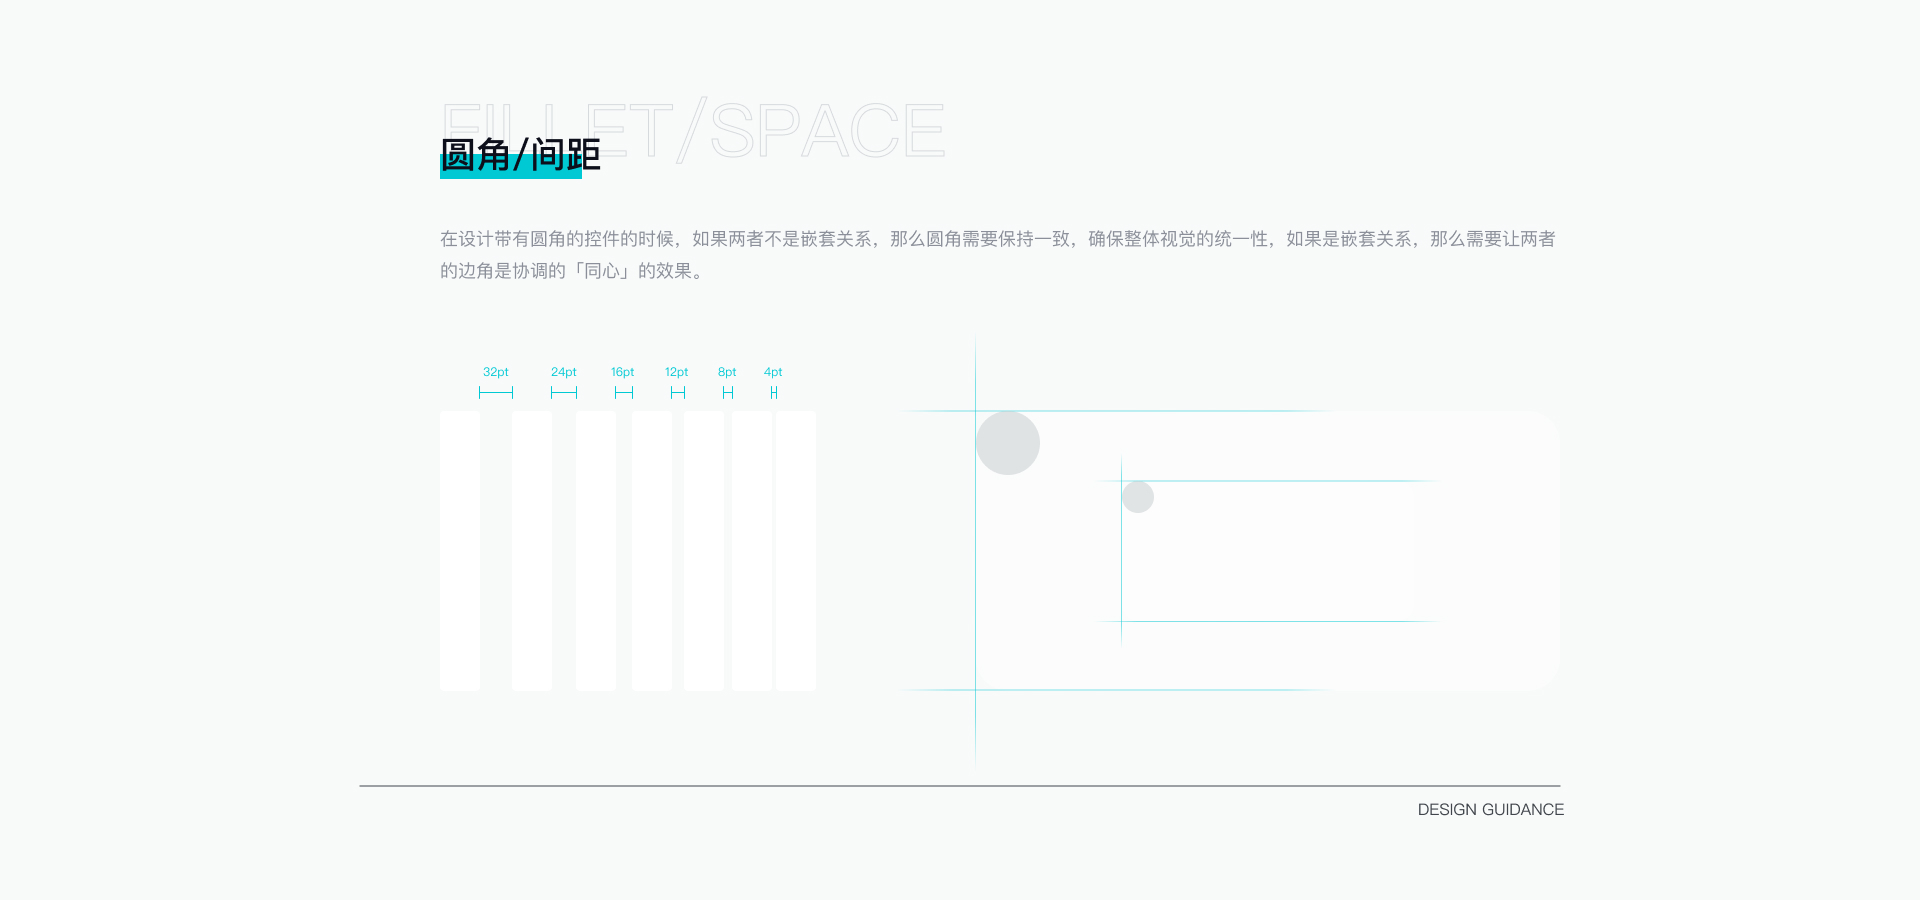 FILLET/SPACE
圆角/间距
在设计带有圆角的控件的时候，如果两者不是嵌套关系，那么圆角需要保持一致，确保整体视觉的统一性，如果是嵌套关系，那么需要让两者
的边角是协调的「同心」的效果。
32pt 24pt 16pt 12pt 8pt 4pt
DESIGN GUIDANCE